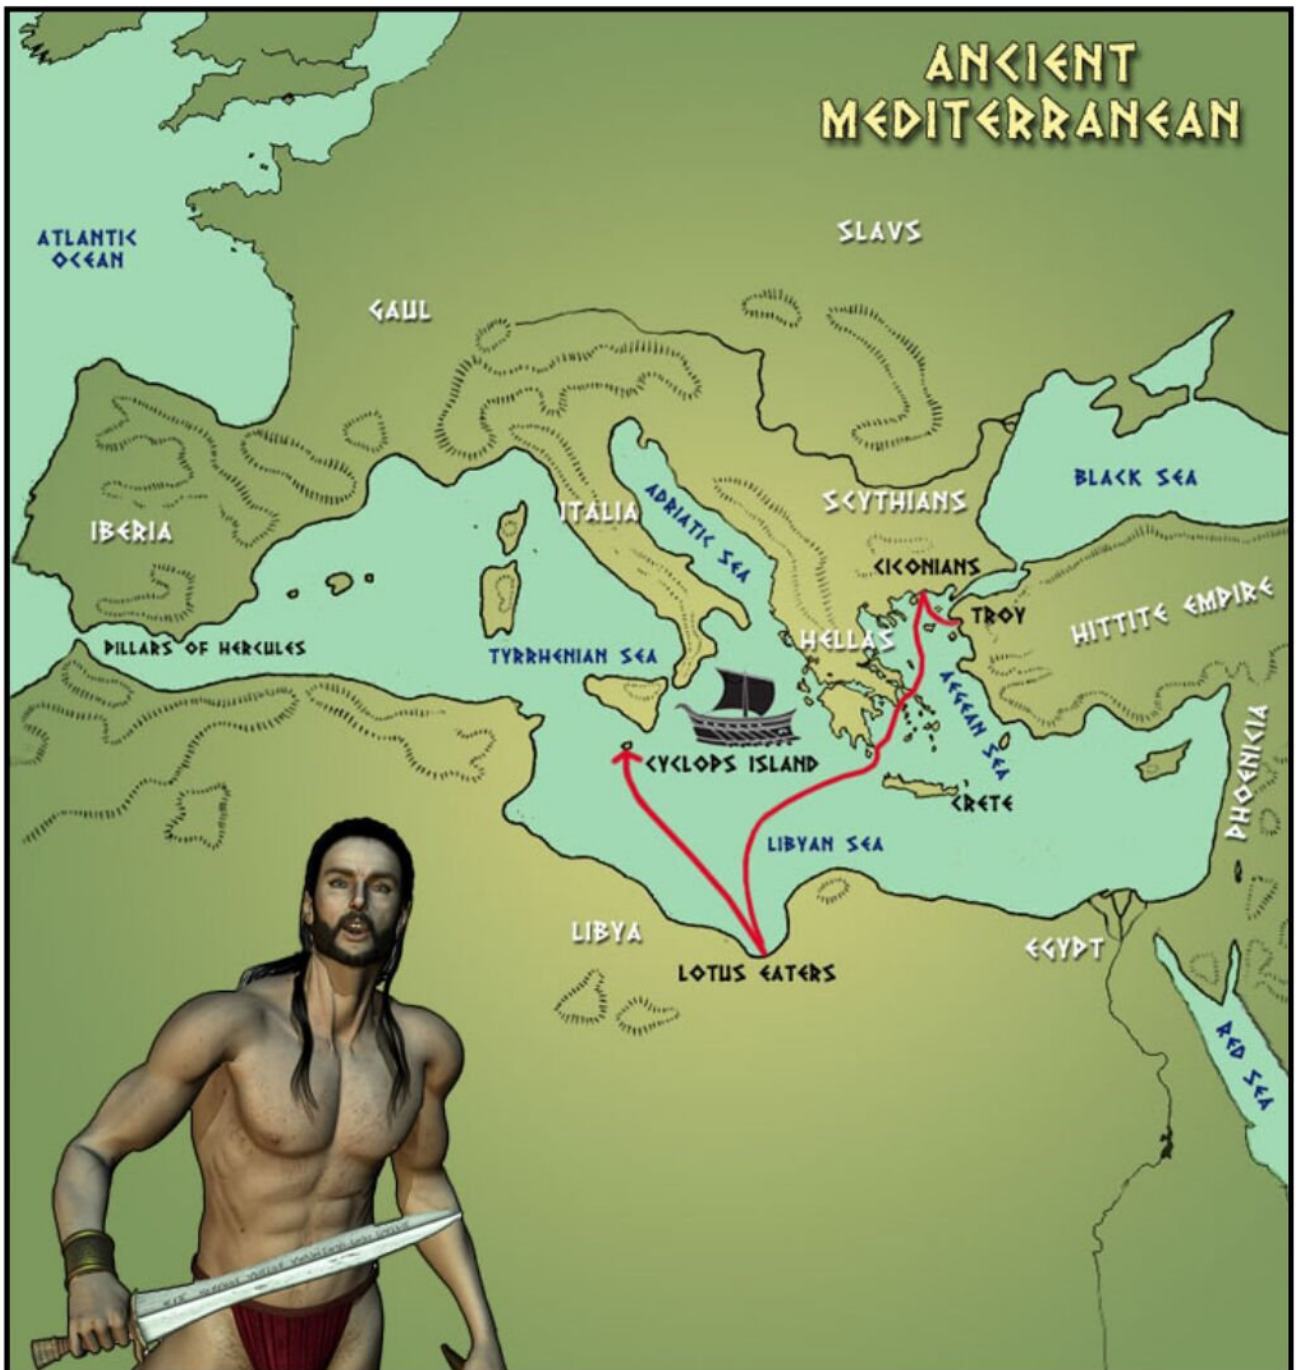 ANCIENT
MEDITERRANEAN
ATLANTIC
OCEAN
SLAVS
GAUL
BLACK SEA
ITALIA
ADRIATIC SEA
SCYTHIANS
IBERIA
CICONIANS
TROY
HITTITE EMPIRE
PILLARS OF HERCULES
TYRRHENIAN SEA
HELLAS
AEGEAN SEA
CYCLOPS ISLAND
CRETE
PHOENICIA
LIBYAN SEA
LIBYA
EGYPT
LOTUS EATERS
RED SEA